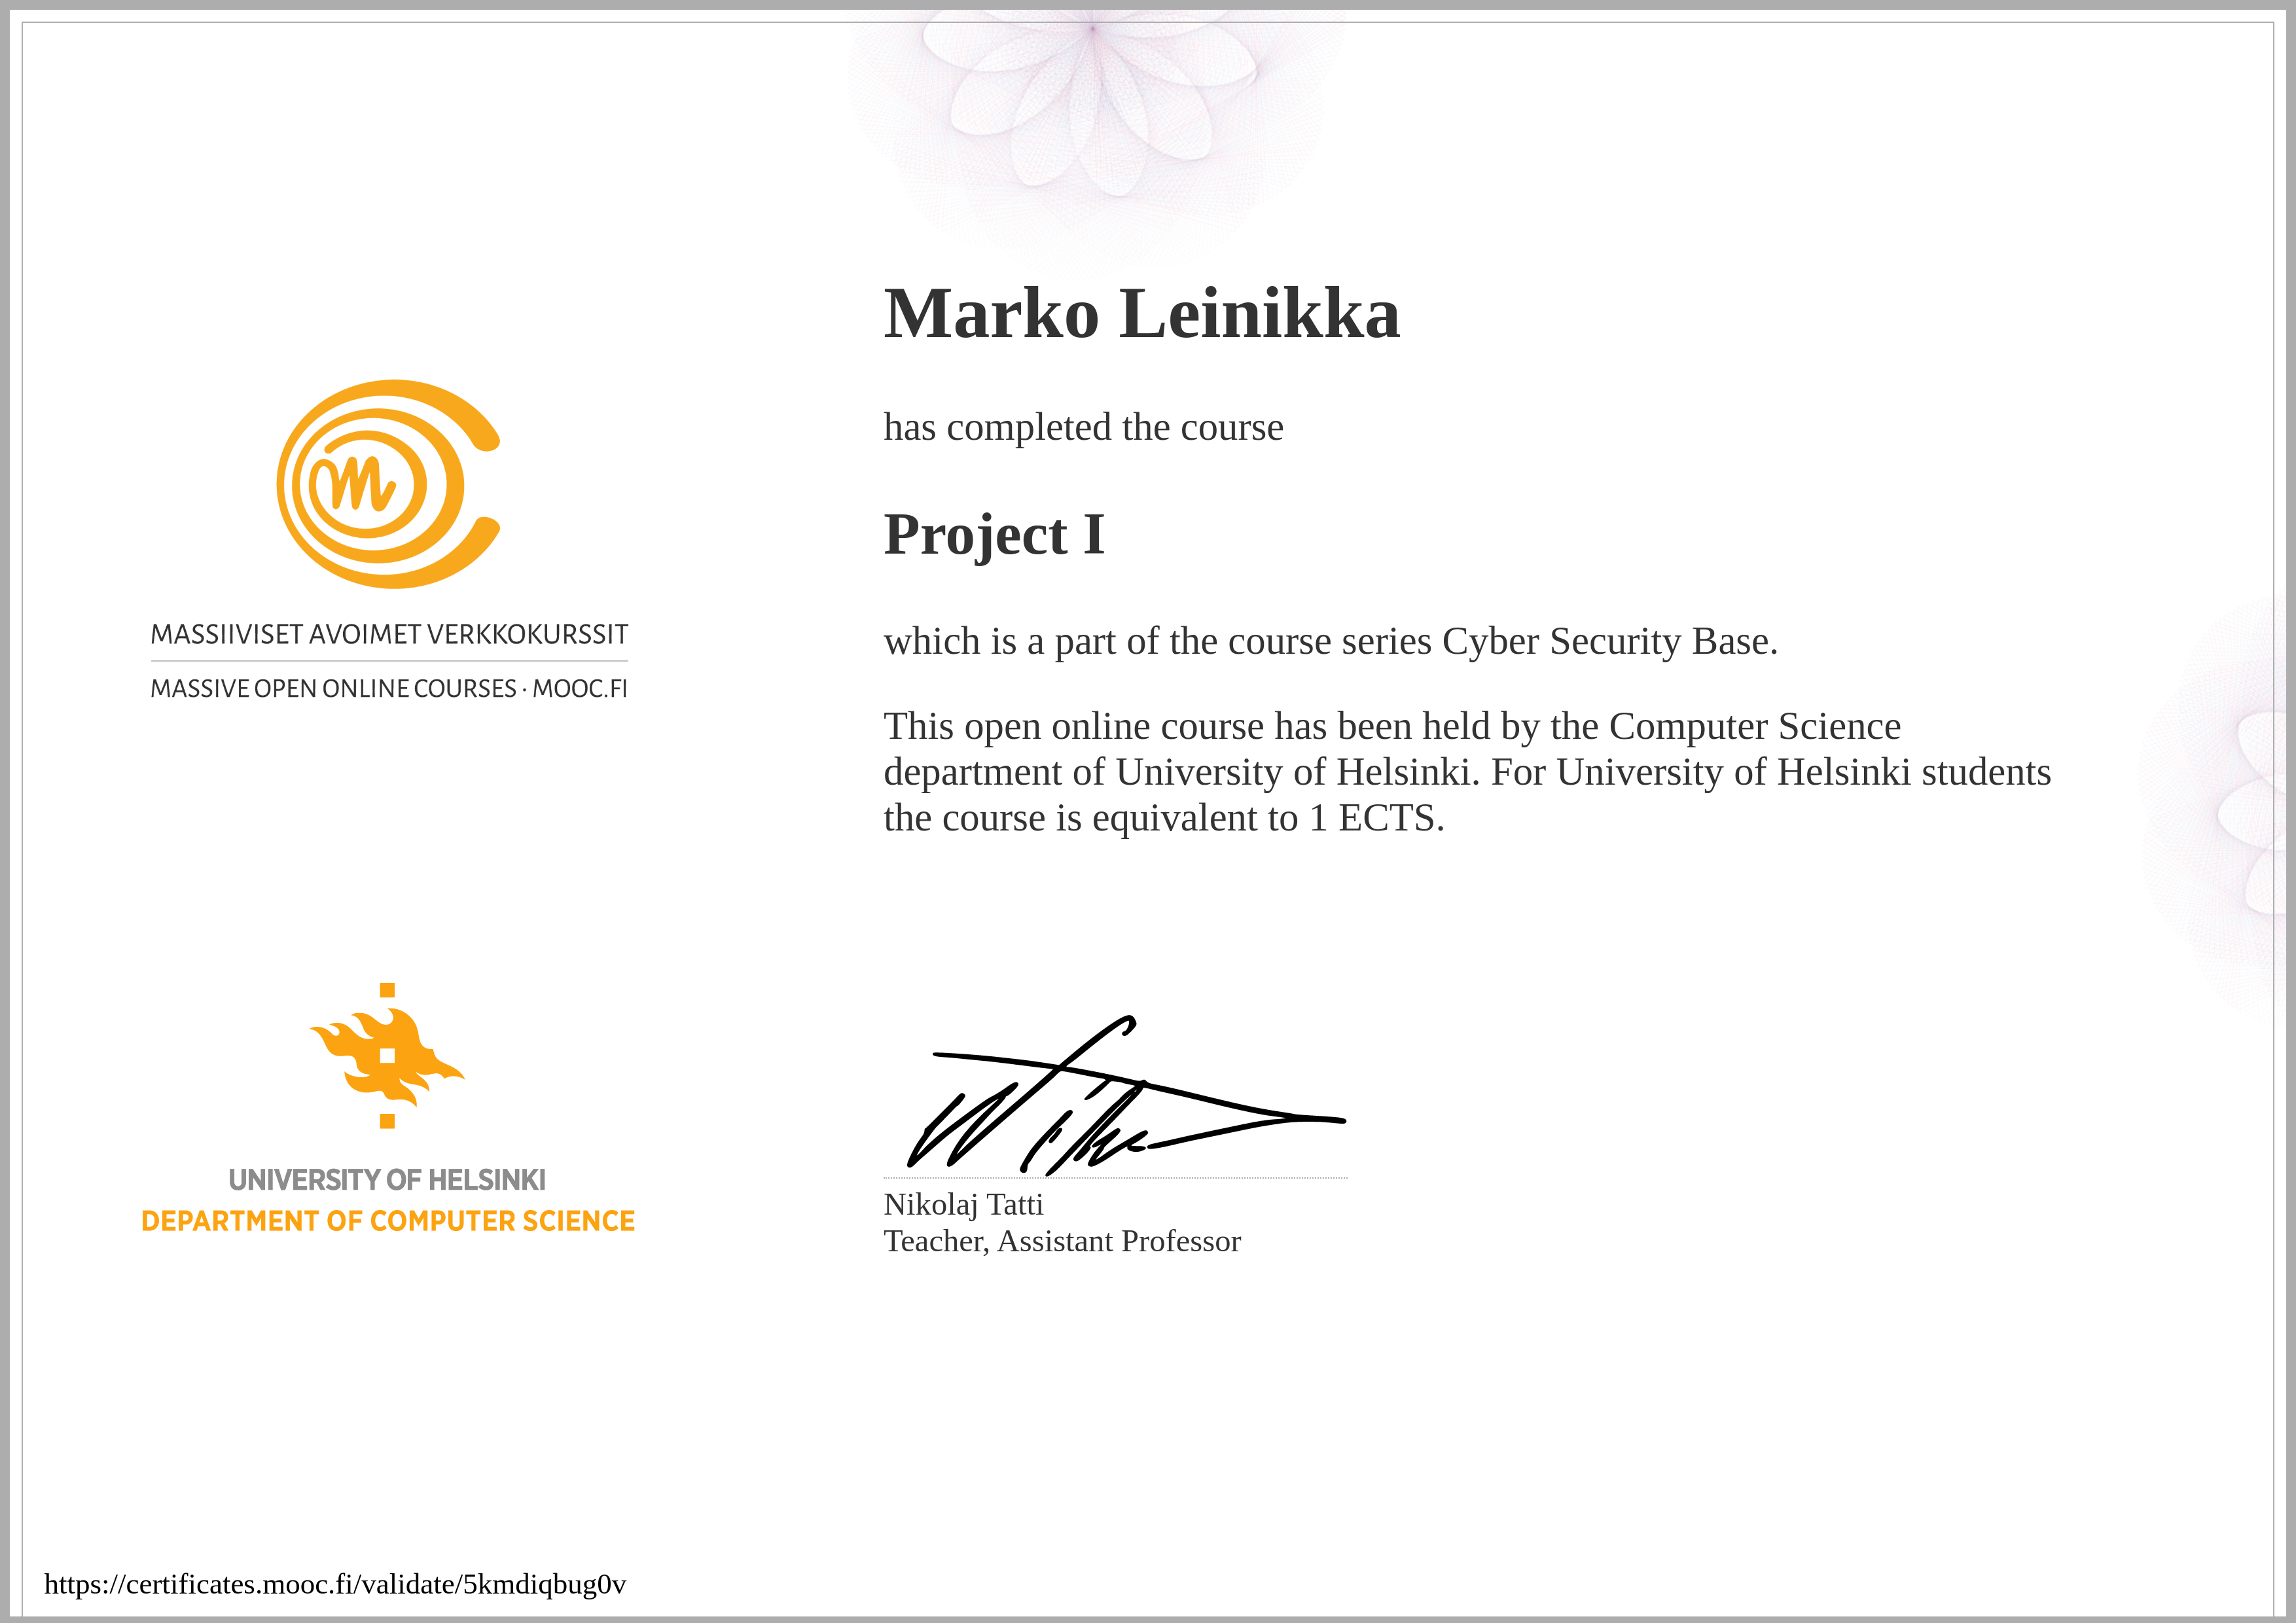 Marko Leinikka
has completed the course
Project I
which is a part of the course series Cyber Security Base.
This open online course has been held by the Computer Science
department of University of Helsinki. For University of Helsinki students
the course is equivalent to 1 ECTS.
m
MASSIIVISET AVOIMET VERKKOKURSSIT
MASSIVE OPEN ONLINE COURSES · MOOC.FI
UNIVERSITY OF HELSINKI
DEPARTMENT OF COMPUTER SCIENCE
Nikolaj Tatti
Teacher, Assistant Professor
https://certificates.mooc.fi/validate/5kmdiqbug0v